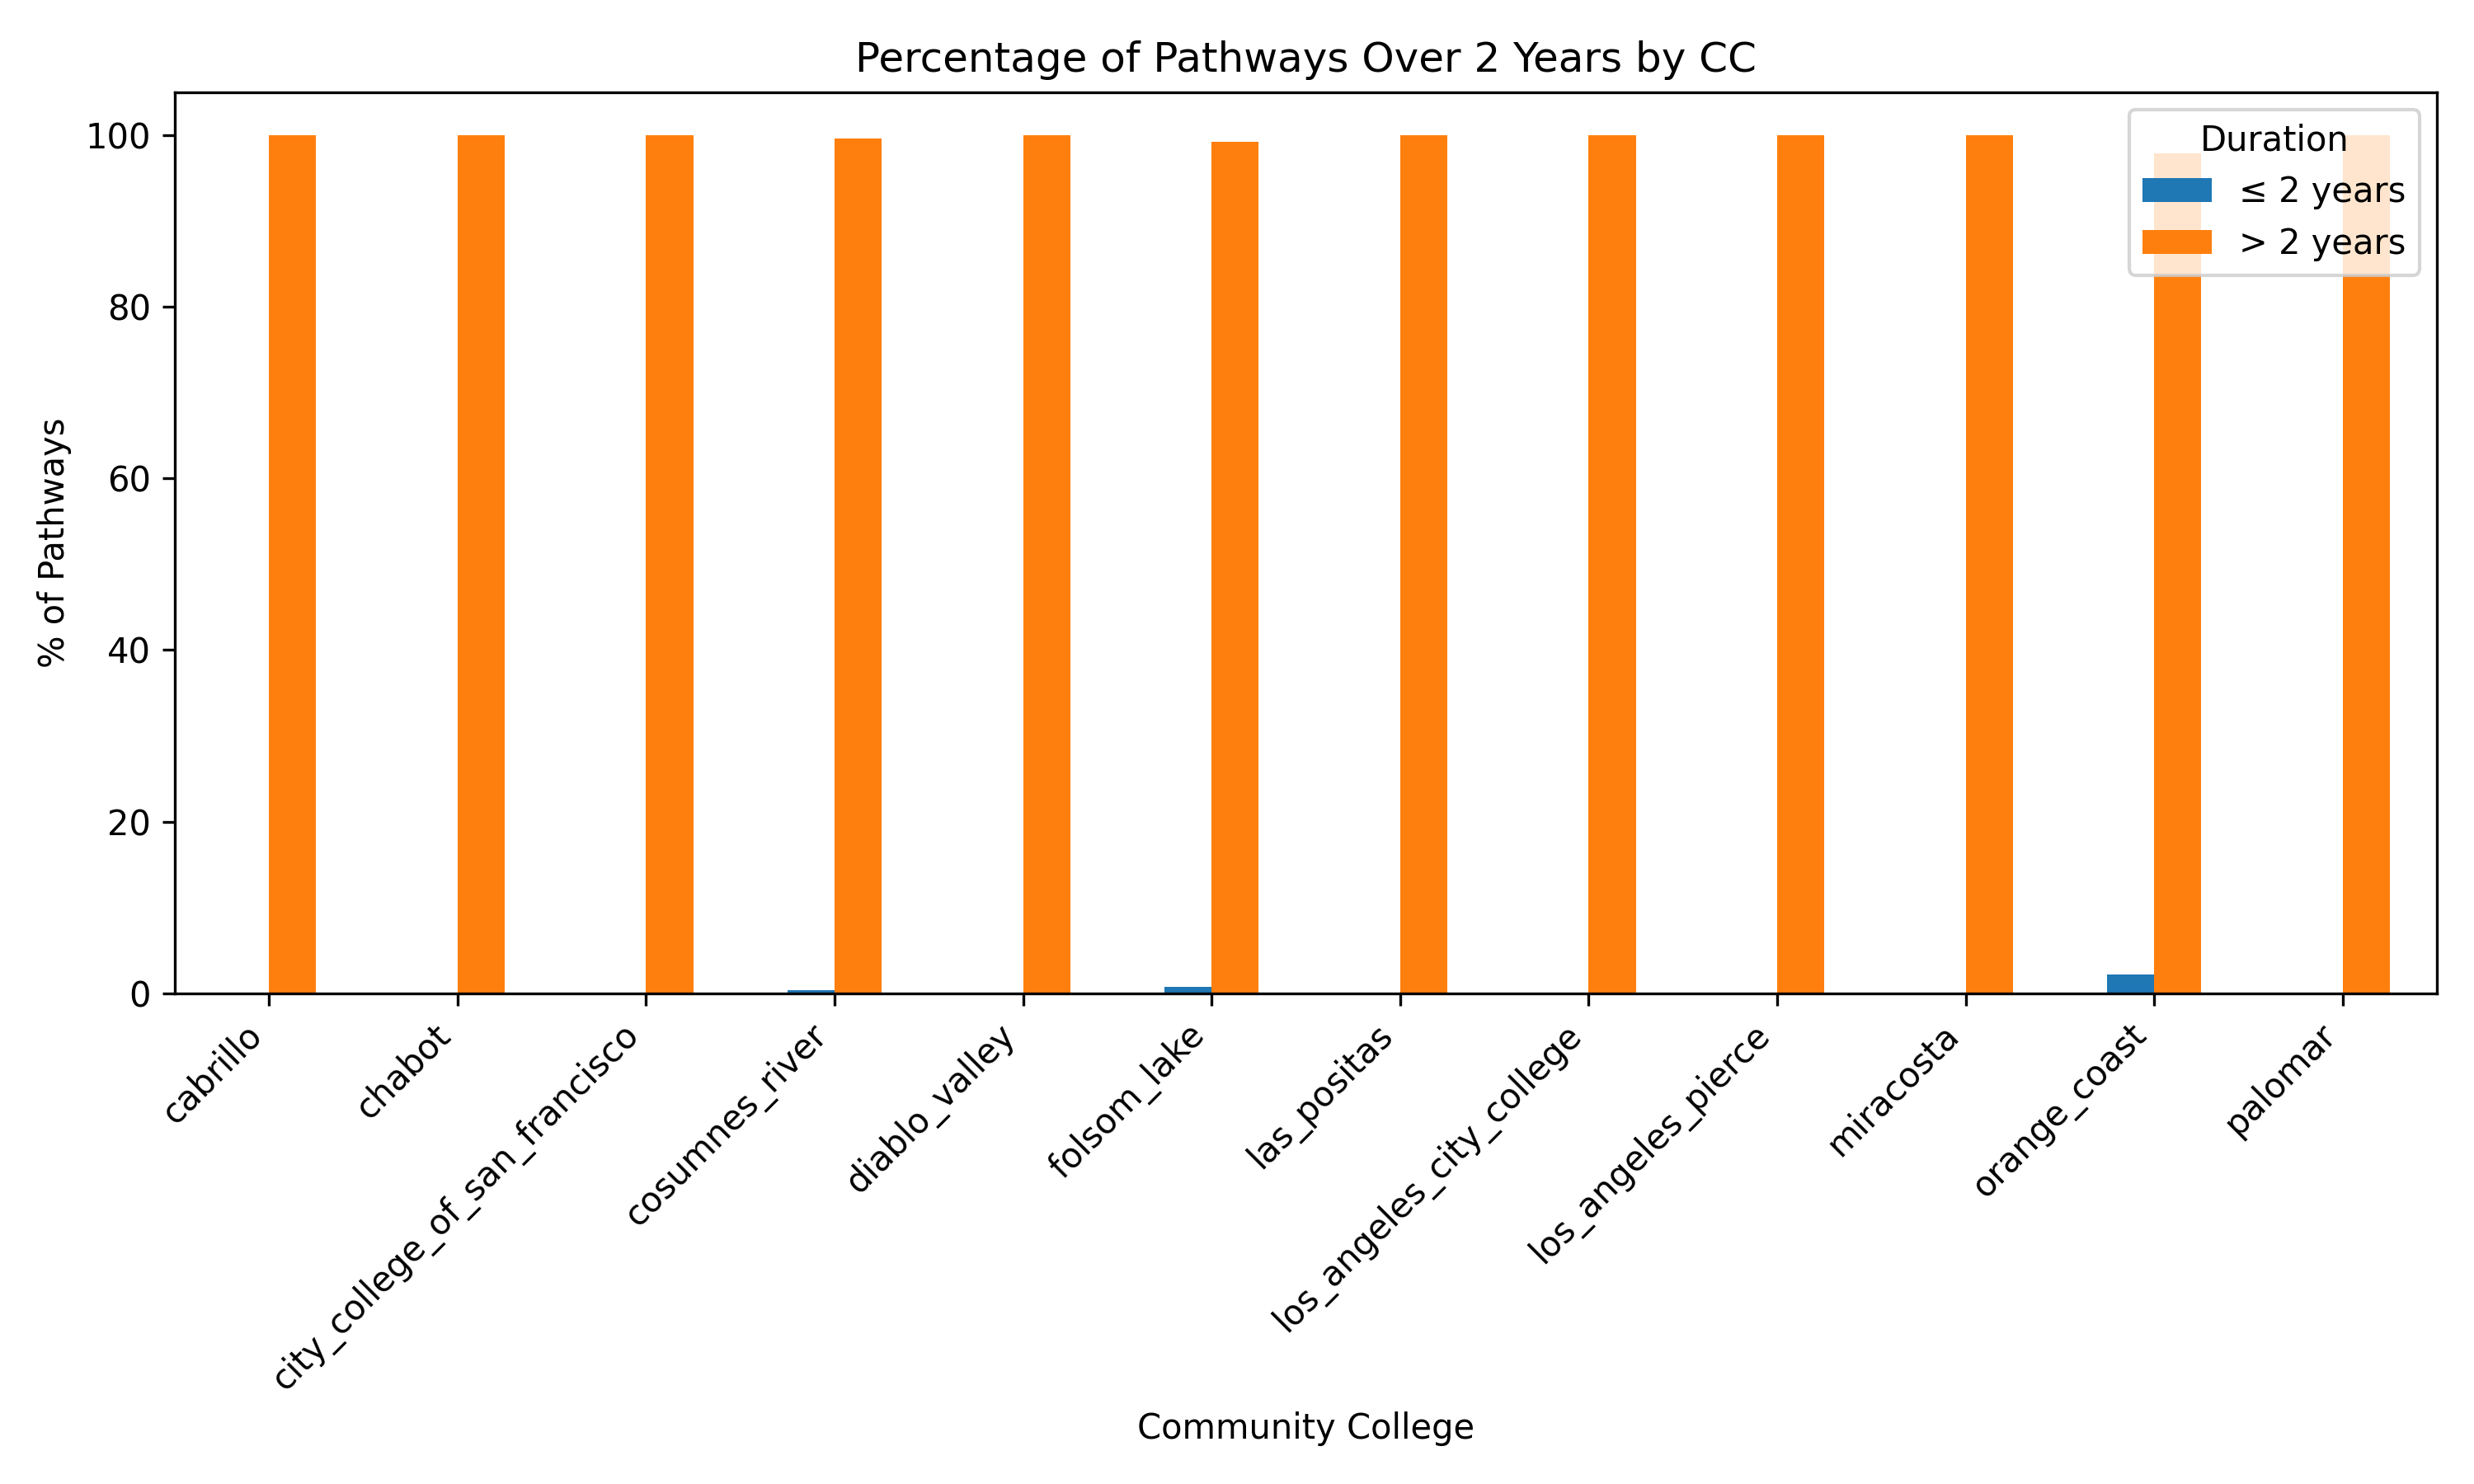 Percentage of Pathways Over 2 Years by CC
% of Pathways
100
80
60
40
20
0
Duration
≤ 2 years
> 2 years
cabrillo
chabot
city_college_of_san_francisco
cosumnes_river
diablo_valley
folsom_lake
las_positas
los_angeles_city_college
los_angeles_pierce
miracosta
orange_coast
palomar
Community College